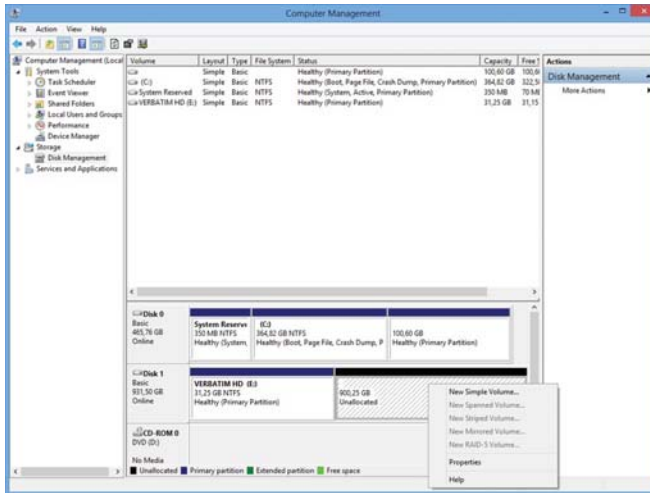 Computer Management
File Action View Help
Computer Management (Local
System Tools
Task Scheduler
Event Viewer
Shared Folders
Local Users and Groups
Performance
Device Manager
Storage
Disk Management
Services and Applications
Volume Layout Type File System Status Capacity Free
Simple Basic Healthy (Primary Partition) 100,60 GB 100,6
(C:) Simple Basic NTFS Healthy (Boot, Page File, Crash Dump, Primary Partition) 364,82 GB 322,5
System Reserved Simple Basic NTFS Healthy (System, Active, Primary Partition) 350 MB 70 M
VERBATIM HD (E:) Simple Basic NTFS Healthy (Primary Partition) 31,25 GB 31,15
Actions
Disk Management
More Actions
Disk 0
Basic
465,76 GB
Online
System Reserve
350 MB NTFS
Healthy (System,
(C:)
364,82 GB NTFS
Healthy (Boot, Page File, Crash Dump, P
100,60 GB
Healthy (Primary Partition)
Disk 1
Basic
931,50 GB
Online
VERBATIM HD (E:)
31,25 GB NTFS
Healthy (Primary Partition)
900,25 GB
Unallocated
New Simple Volume...
New Spanned Volume...
New Striped Volume...
New Mirrored Volume...
New RAID-5 Volume...
Properties
Help
CD-ROM 0
DVD (D:)
No Media
Unallocated Primary partition Extended partition Free space